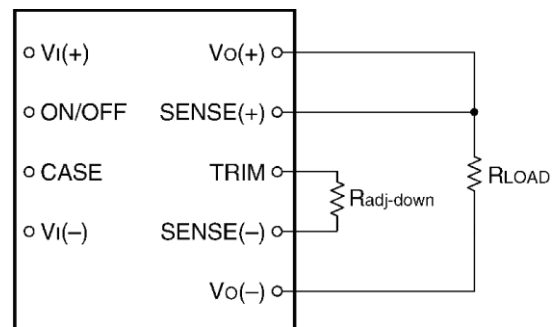 VI(+)
VO(+)
ON/OFF
SENSE(+)
CASE
TRIM
RLOAD
Radj-down
VI(–)
SENSE(–)
VO(–)